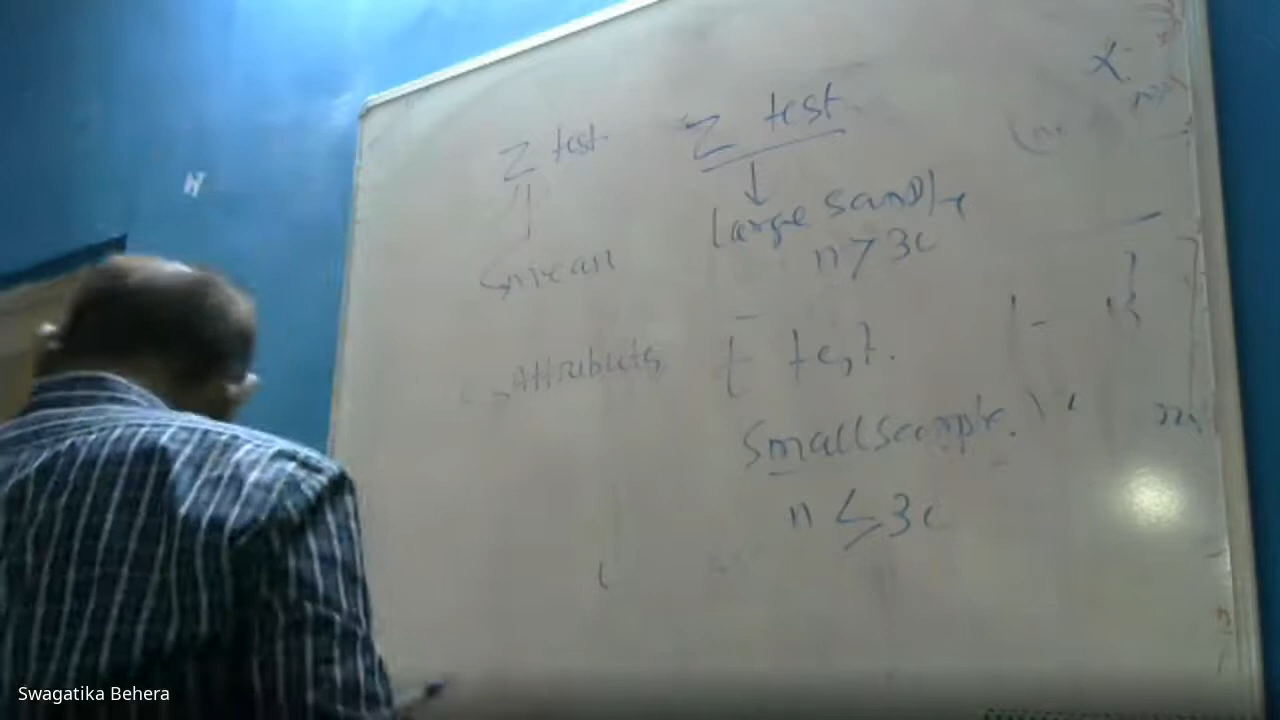 Z test
Z test
↓
large sample
n > 30
mean
Attributes
t test.
Small sample.
n ≤ 30
Swagatika Behera